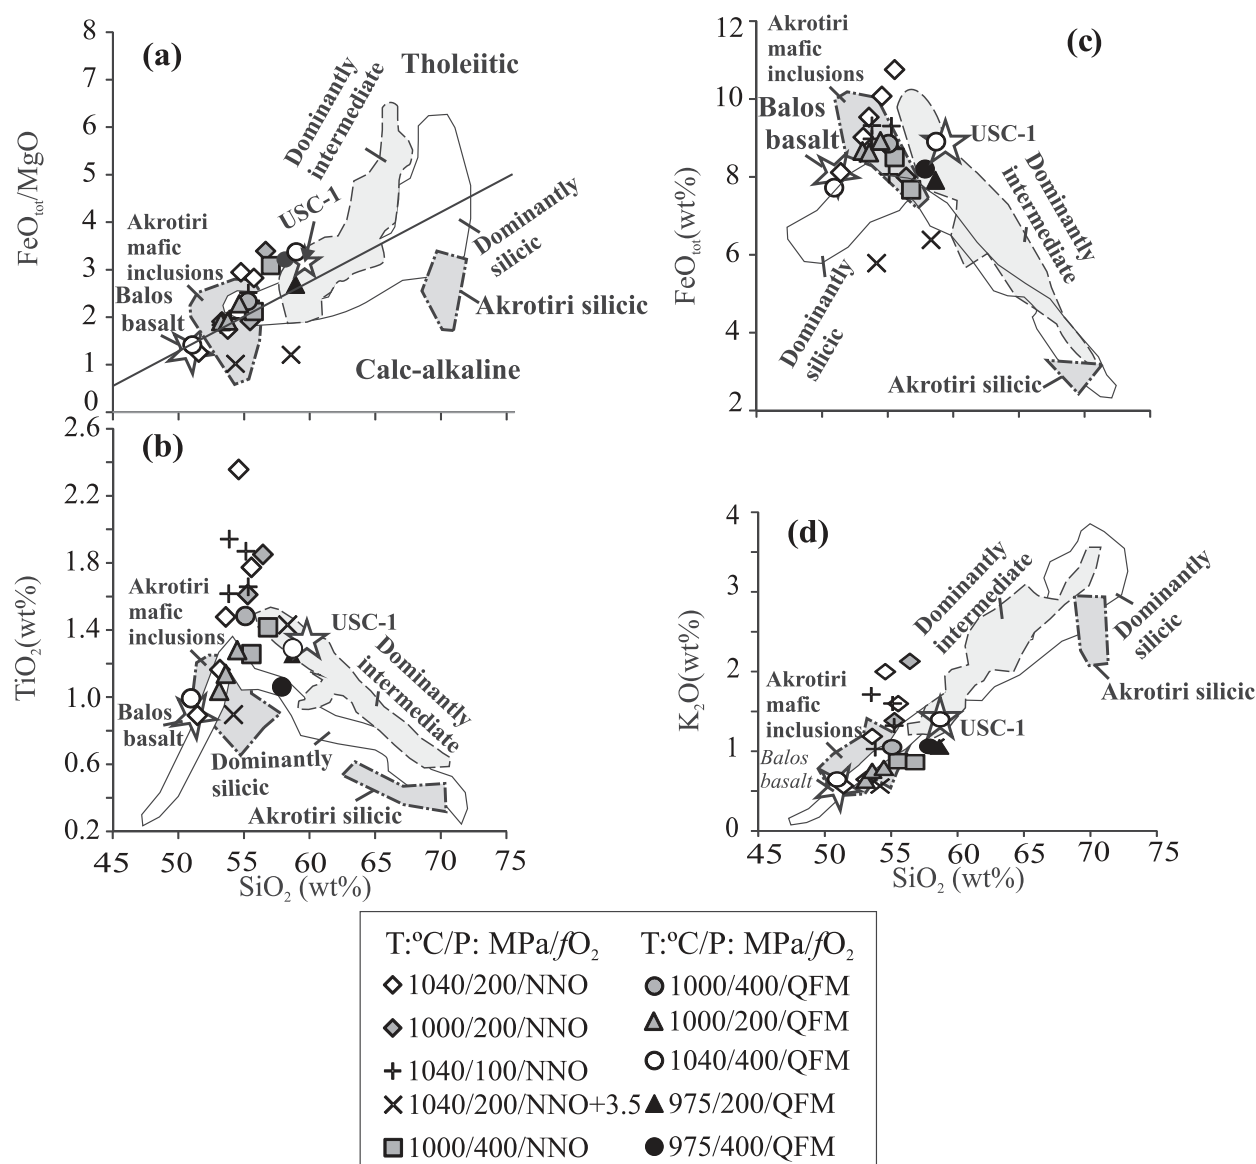 (a)
8
7
6
5
4
3
2
1
0
FeOtot/MgO
Tholeiitic
Dominantly
intermediate
USC-1
Akrotiri
mafic
inclusions
Balos
basalt
Dominantly
silicic
Akrotiri silicic
Calc-alkaline
(c)
12
10
8
6
4
2
FeOtot(wt%)
Akrotiri
mafic
inclusions
Balos
basalt
USC-1
Dominantly
intermediate
Dominantly
silicic
Akrotiri silicic
(b)
2.6
2.2
1.8
1.4
1.0
0.6
0.2
TiO2(wt%)
Akrotiri
mafic
inclusions
USC-1
Dominantly
intermediate
Balos
basalt
Dominantly
silicic
Akrotiri silicic
45 50 55 60 65 70 75
SiO2 (wt%)
(d)
4
3
2
1
0
K2O(wt%)
Dominantly
intermediate
Dominantly
silicic
Akrotiri
mafic
inclusions
Akrotiri silicic
USC-1
Balos
basalt
45 50 55 60 65 70 75
SiO2 (wt%)
T:ºC/P: MPa/fO2 T:ºC/P: MPa/fO2
1040/200/NNO 1000/400/QFM
1000/200/NNO 1000/200/QFM
1040/100/NNO 1040/400/QFM
1040/200/NNO+3.5 975/200/QFM
1000/400/NNO 975/400/QFM